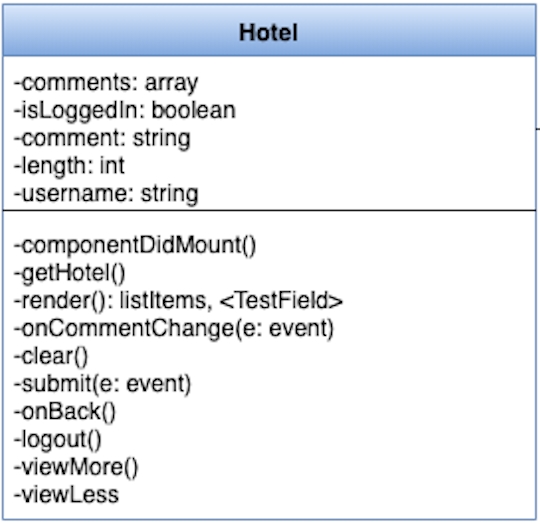 Hotel
-comments: array
-isLoggedIn: boolean
-comment: string
-length: int
-username: string
-componentDidMount()
-getHotel()
-render(): listItems, <TestField>
-onCommentChange(e: event)
-clear()
-submit(e: event)
-onBack()
-logout()
-viewMore()
-viewLess